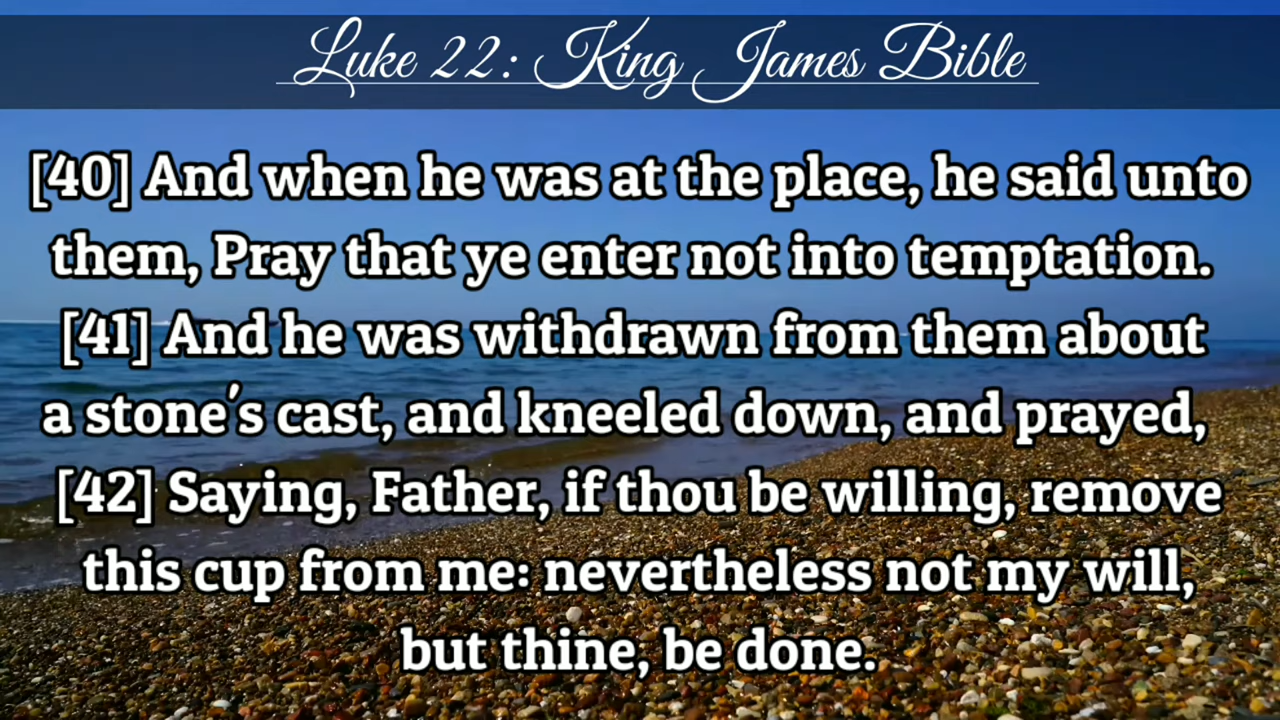 Luke 22: King James Bible
[40] And when he was at the place, he said unto
them, Pray that ye enter not into temptation.
[41] And he was withdrawn from them about
a stone's cast, and kneeled down, and prayed,
[42] Saying, Father, if thou be willing, remove
this cup from me: nevertheless not my will,
but thine, be done.